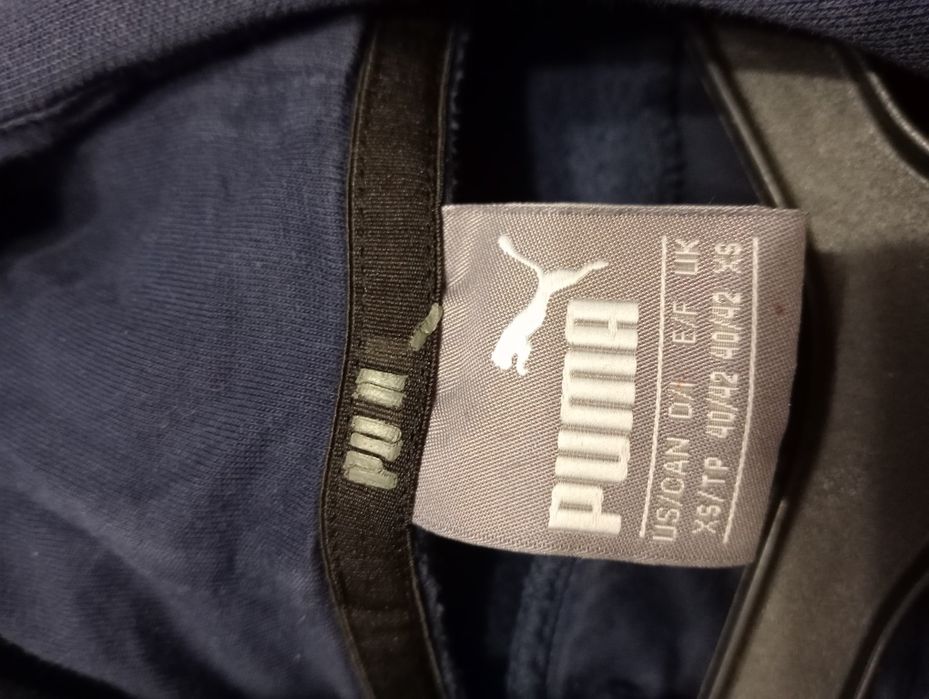 PUMA
US/CAN D/I E/F UK
XS/TP 40/42 40/42 XS
PUM